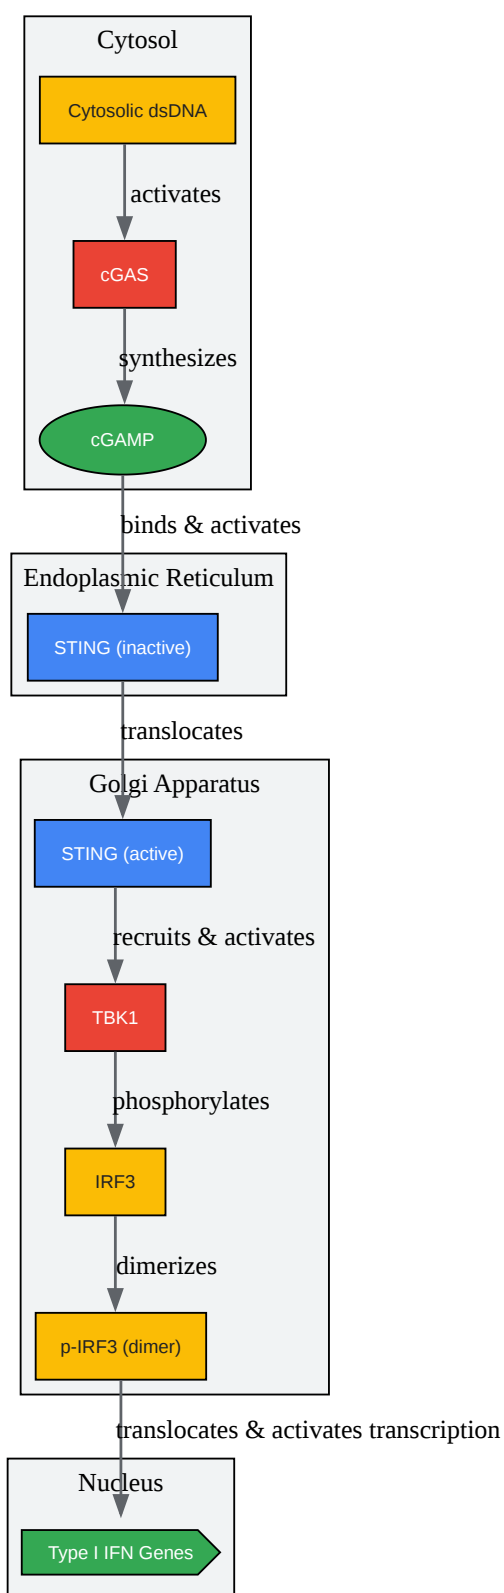 Cytosol
Cytosolic dsDNA
activates
cGAS
synthesizes
cGAMP
binds & activates
Endoplasmic Reticulum
STING (inactive)
translocates
Golgi Apparatus
STING (active)
recruits & activates
TBK1
phosphorylates
IRF3
dimerizes
p-IRF3 (dimer)
translocates & activates transcription
Nucleus
Type I IFN Genes